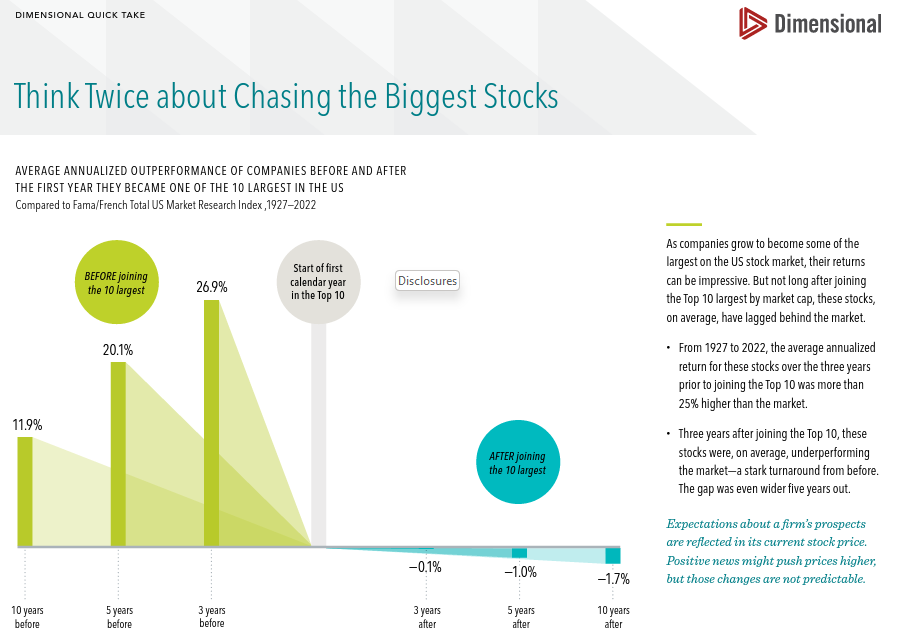 DIMENSIONAL QUICK TAKE
Dimensional
Think Twice about Chasing the Biggest Stocks
AVERAGE ANNUALIZED OUTPERFORMANCE OF COMPANIES BEFORE AND AFTER
THE FIRST YEAR THEY BECAME ONE OF THE 10 LARGEST IN THE US
Compared to Fama/French Total US Market Research Index ,1927–2022
BEFORE joining
the 10 largest
Start of first
calendar year
in the Top 10
Disclosures
26.9%
20.1%
11.9%
AFTER joining
the 10 largest
–0.1%
–1.0%
–1.7%
10 years
before
5 years
before
3 years
before
3 years
after
5 years
after
10 years
after
As companies grow to become some of the
largest on the US stock market, their returns
can be impressive. But not long after joining
the Top 10 largest by market cap, these stocks,
on average, have lagged behind the market.
• From 1927 to 2022, the average annualized
return for these stocks over the three years
prior to joining the Top 10 was more than
25% higher than the market.
• Three years after joining the Top 10, these
stocks were, on average, underperforming
the market—a stark turnaround from before.
The gap was even wider five years out.
Expectations about a firm's prospects
are reflected in its current stock price.
Positive news might push prices higher,
but those changes are not predictable.